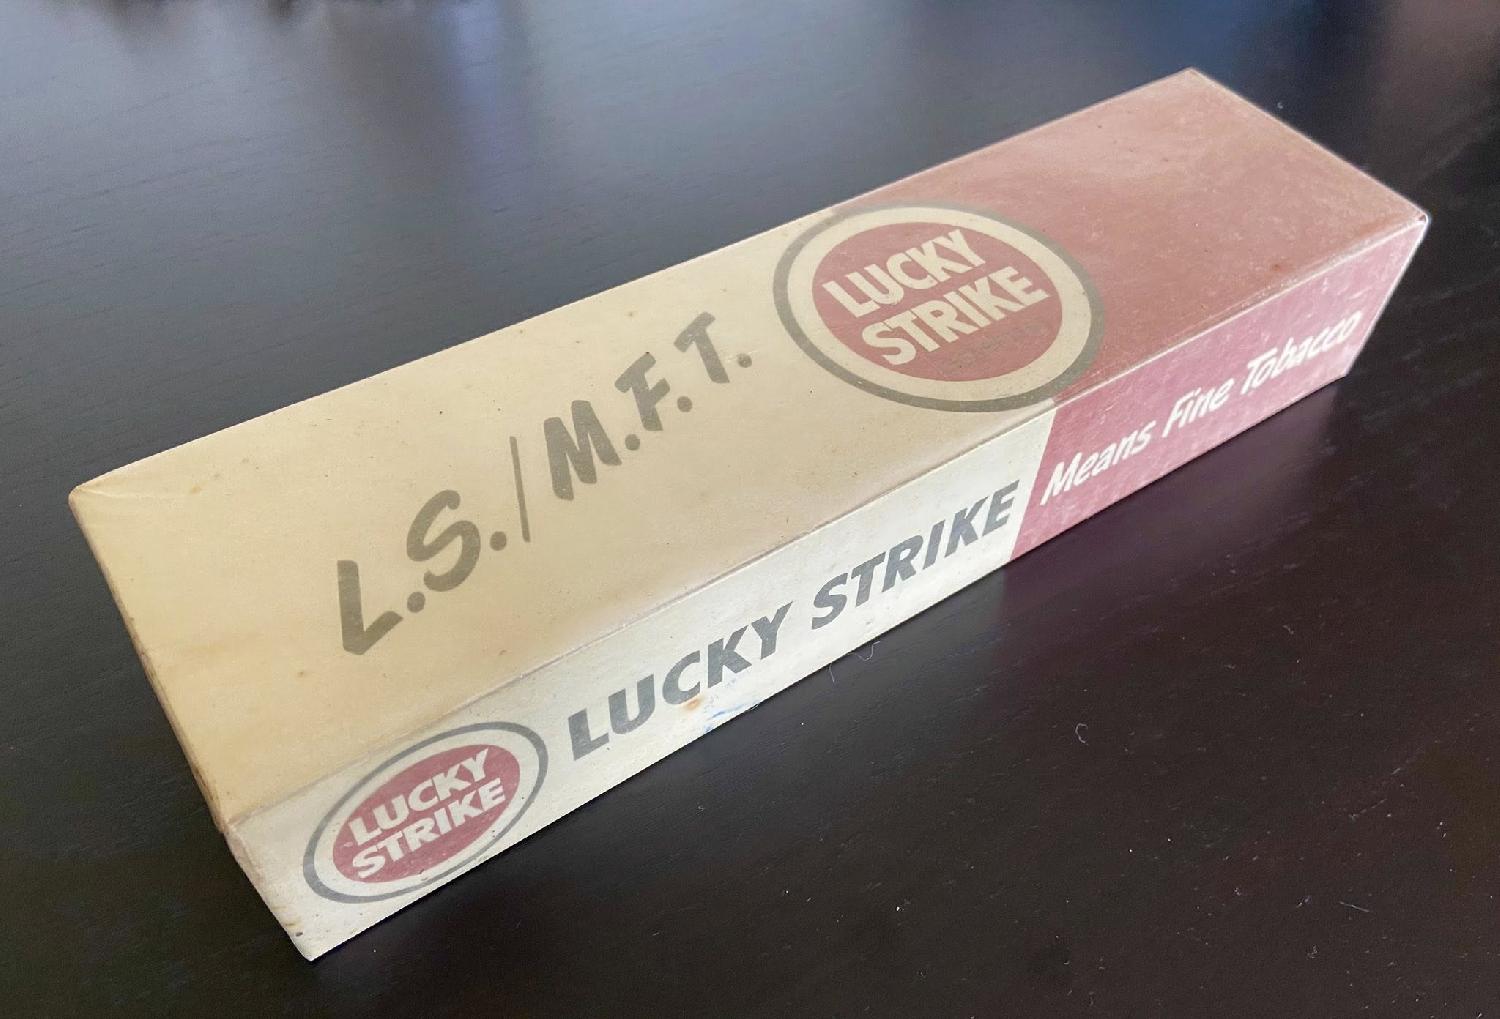 L.S./M.F.T.
LUCKY
STRIKE
LUCKY
STRIKE
LUCKY STRIKE Means Fine Tobacco